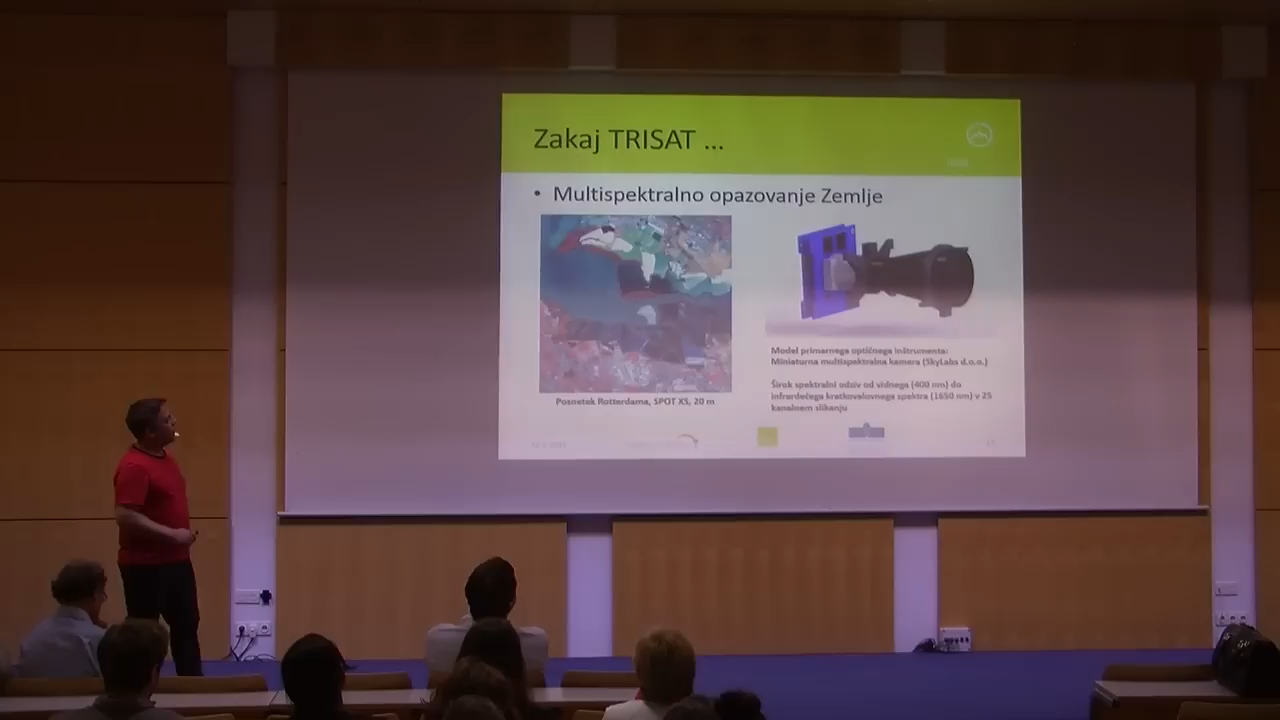 Zakaj TRISAT ...
• Multispektralno opazovanje Zemlje
Posnetek Rotterdama, SPOT XS, 20 m
Model primarnega optičnega inštrumenta:
Miniaturna multispektralna kamera (SkyLabs d.o.o.)
Širok spektralni odziv od vidnega (400 nm) do
infrardečega kratkovalovnega spektra (1650 nm) v 25
kanalnem slikanju